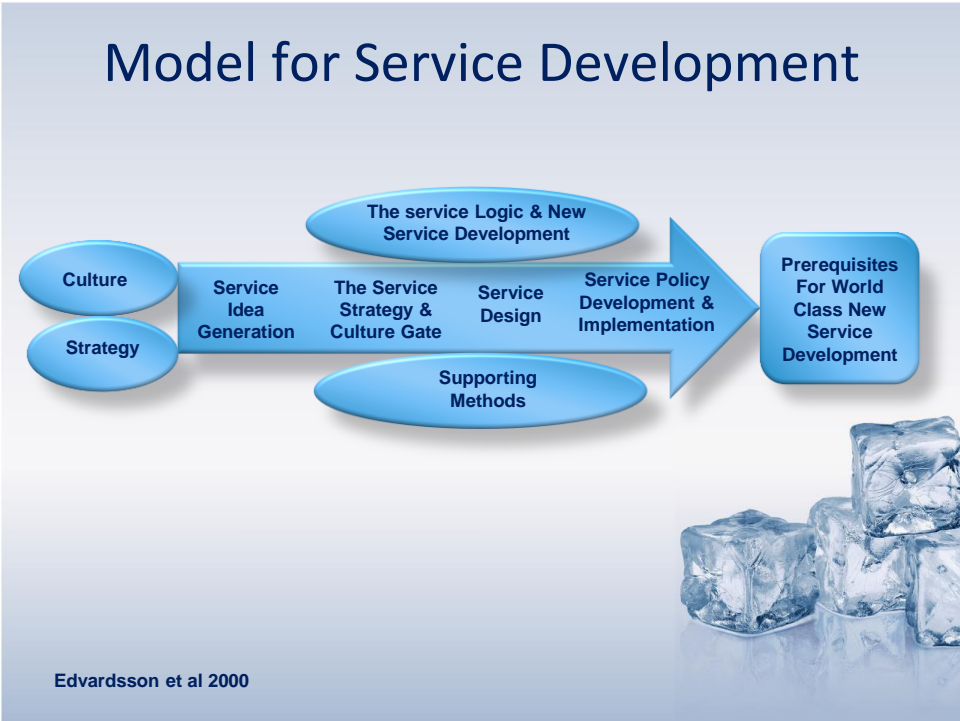 Model for Service Development
The service Logic & New
Service Development
Culture
Strategy
Service
Idea
Generation
The Service
Strategy &
Culture Gate
Service
Design
Service Policy
Development &
Implementation
Prerequisites
For World
Class New
Service
Development
Supporting
Methods
Edvardsson et al 2000